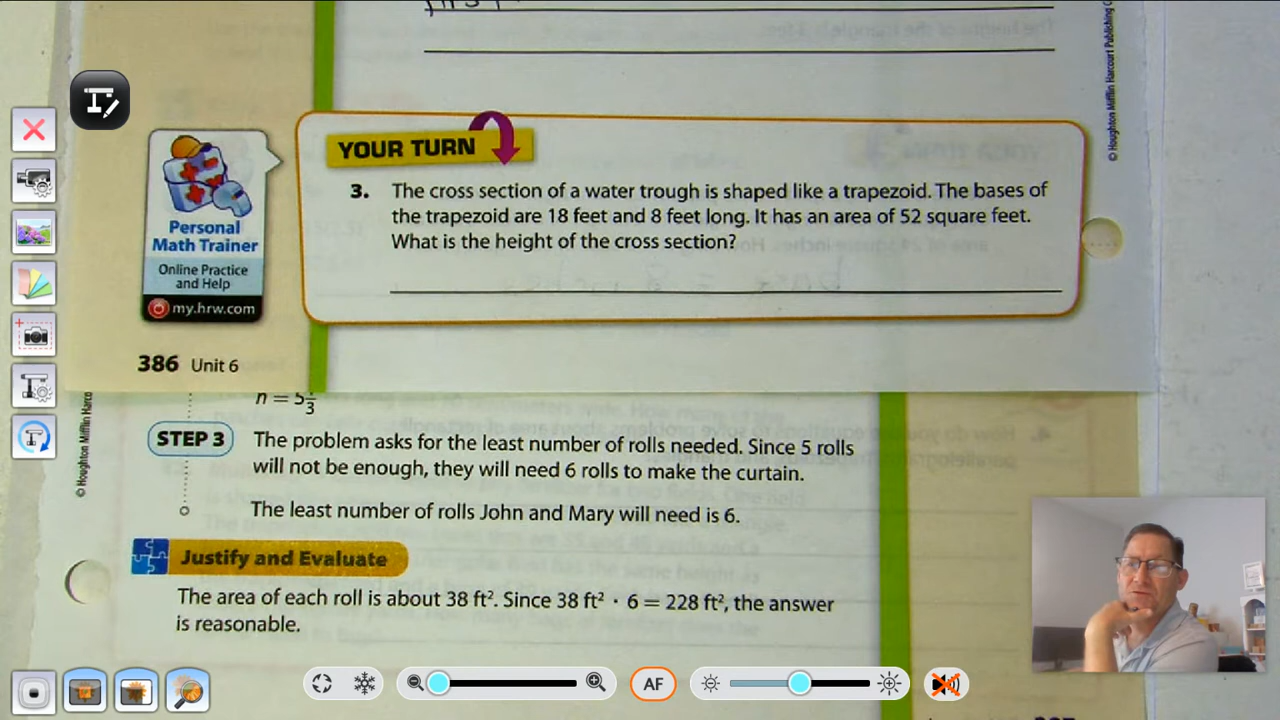 © Houghton Mifflin Harcourt Publishing
YOUR TURN
3. The cross section of a water trough is shaped like a trapezoid. The bases of
the trapezoid are 18 feet and 8 feet long. It has an area of 52 square feet.
What is the height of the cross section?
Personal
Math Trainer
Online Practice
and Help
my.hrw.com
386 Unit 6
© Houghton Mifflin Harco
n = 5 1/3
STEP 3 The problem asks for the least number of rolls needed. Since 5 rolls
will not be enough, they will need 6 rolls to make the curtain.
The least number of rolls John and Mary will need is 6.
Justify and Evaluate
The area of each roll is about 38 ft². Since 38 ft² · 6 = 228 ft², the answer
is reasonable.
AF